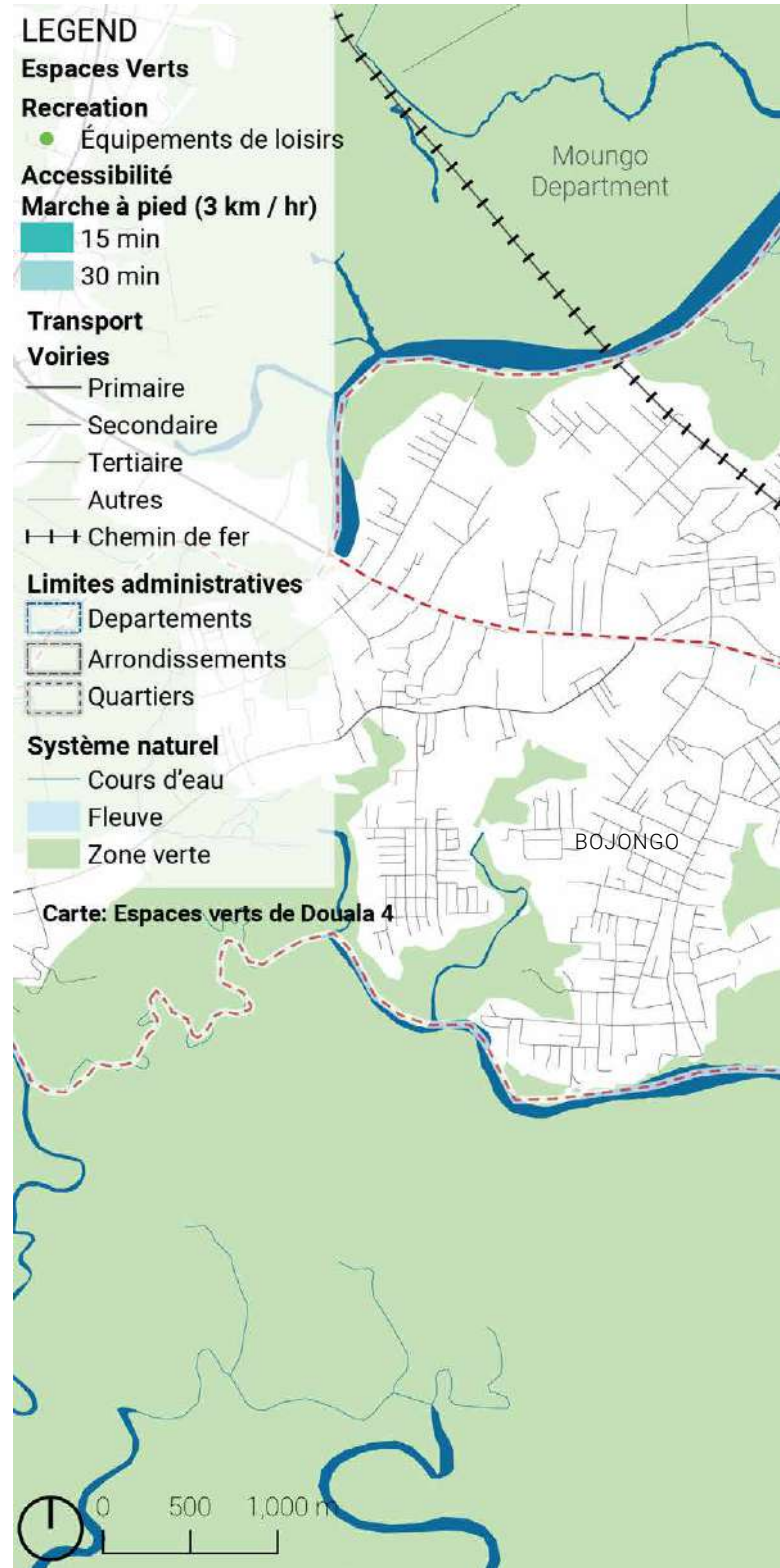 LEGEND
Espaces Verts
Recreation
Équipements de loisirs
Accessibilité
Marche à pied (3 km / hr)
15 min
30 min
Transport
Voiries
Primaire
Secondaire
Tertiaire
Autres
Chemin de fer
Limites administratives
Departements
Arrondissements
Quartiers
Système naturel
Cours d'eau
Fleuve
Zone verte
Carte: Espaces verts de Douala 4
Moungo
Department
BOJONGO
0 500 1,000 m